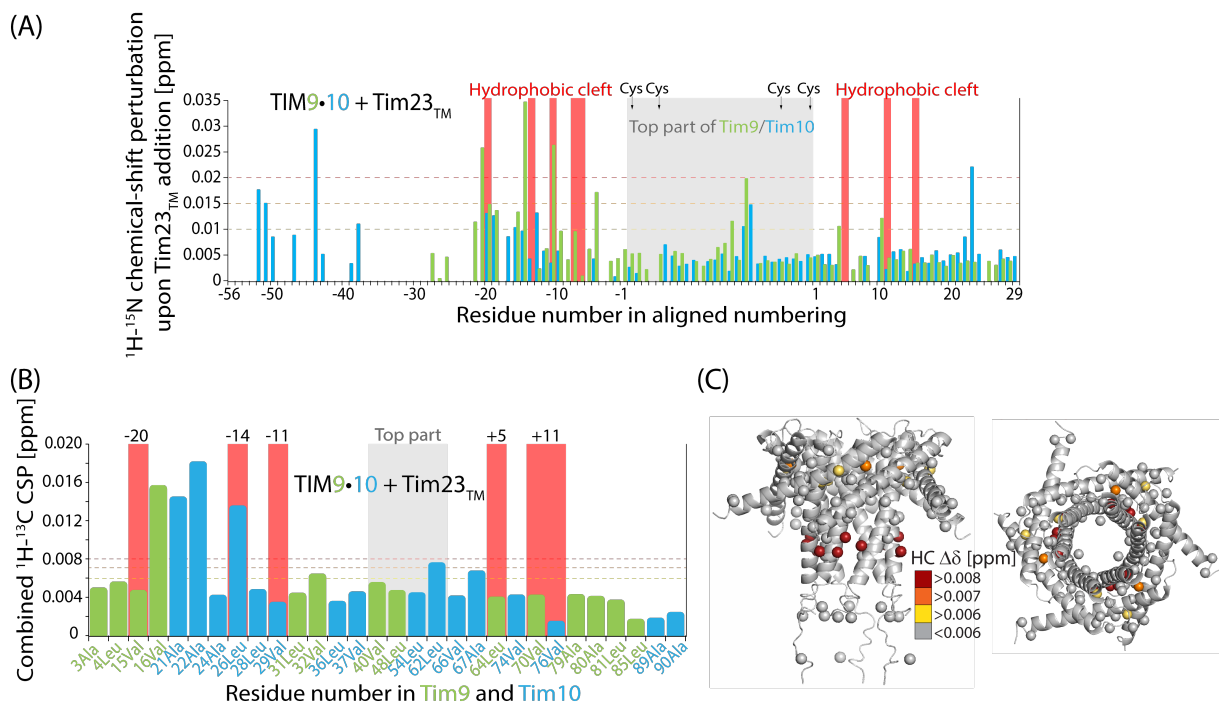 (A)
¹H-¹⁵N chemical-shift perturbation
upon Tim23TM addition [ppm]
0.035
0.03
0.025
0.02
0.015
0.01
0.005
0
TIM9•10 + Tim23TM
Hydrophobic cleft
Cys Cys
Cys Cys
Hydrophobic cleft
Top part of Tim9/Tim10
-56 -50 -40 -30 -20 -10 -1 1 10 20 29
Residue number in aligned numbering
(B)
Combined ¹H-¹³C CSP [ppm]
0.020
0.016
0.012
0.008
0.004
0
-20 -14 -11 Top part +5 +11
TIM9•10 + Tim23TM
3Ala 4Leu 15Val 16Val 21Ala 22Ala 24Ala 26Leu 28Leu 29Val 31Leu 32Val 36Leu 37Val 40Val 48Leu 54Leu 62Leu 66Val 67Ala 64Leu 74Val 70Val 76Val 79Ala 80Ala 81Leu 85Leu 89Ala 90Ala
Residue number in Tim9 and Tim10
(C)
HC Δδ [ppm]
>0.008
>0.007
>0.006
<0.006